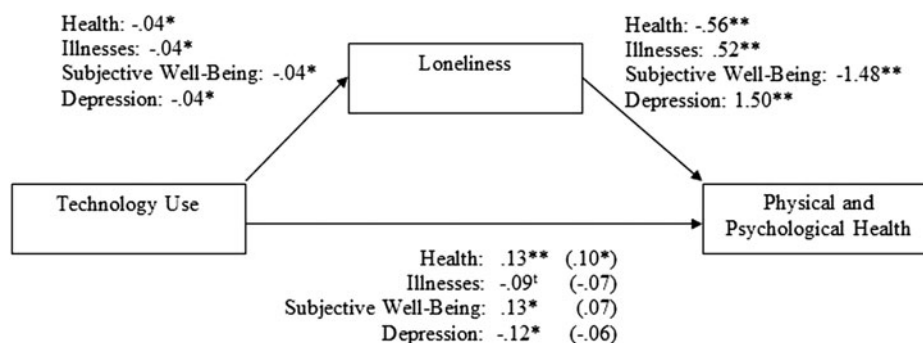 Health: -.04*
Illnesses: -.04*
Subjective Well-Being: -.04*
Depression: -.04*
Loneliness
Health: -.56**
Illnesses: .52**
Subjective Well-Being: -1.48**
Depression: 1.50**
Technology Use
Physical and
Psychological Health
Health: .13** (.10*)
Illnesses: -.09ᵗ (-.07)
Subjective Well-Being: .13* (.07)
Depression: -.12* (-.06)